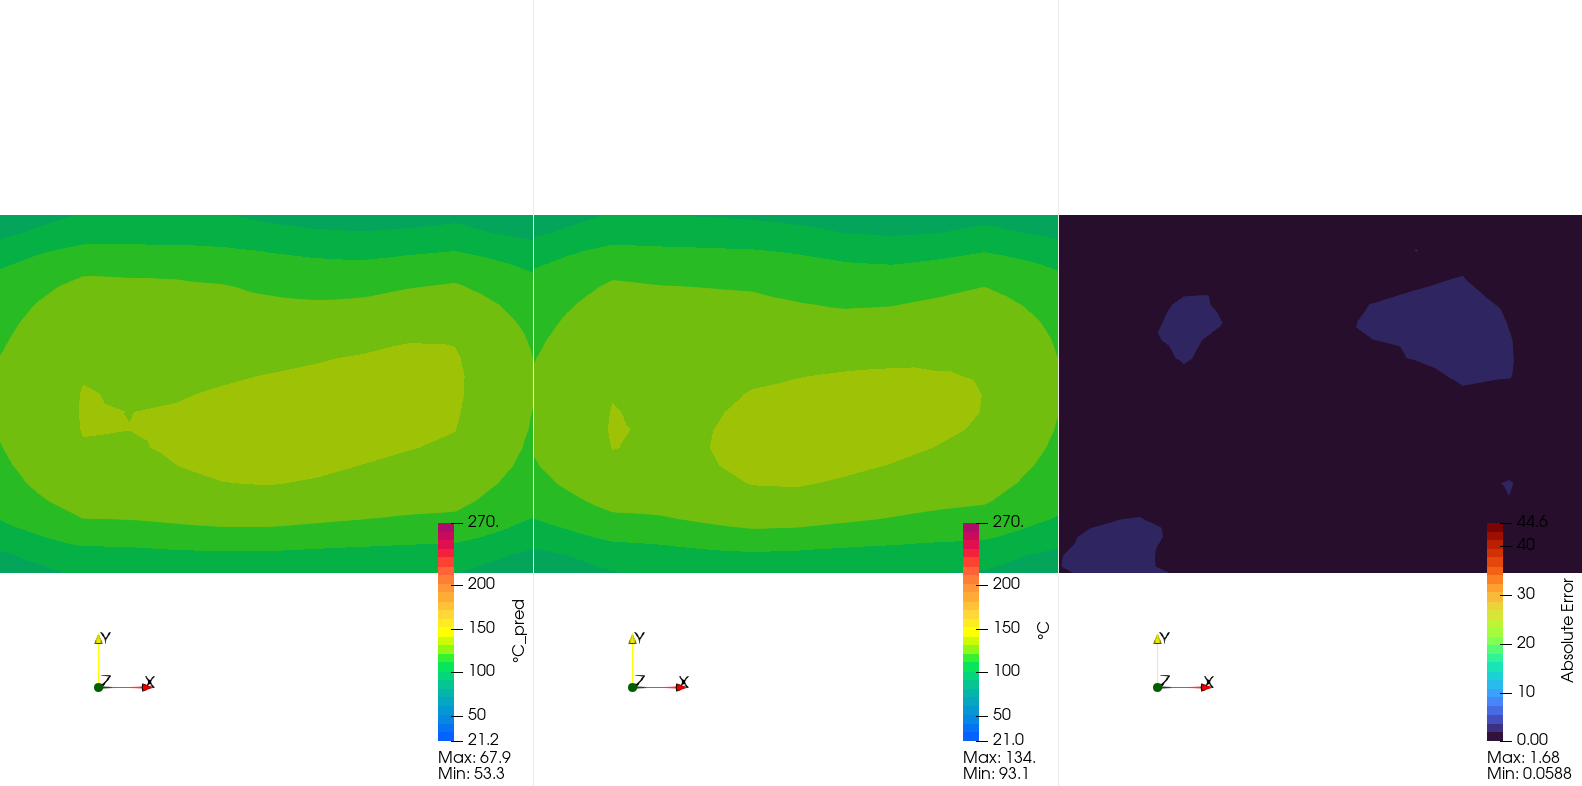 270.
200
150
100
50
21.2
°C_pred
Max: 67.9
Min: 53.3
Y
Z
X
270.
200
150
100
50
21.0
°C
Max: 134.
Min: 93.1
Y
Z
X
44.6
40
30
20
10
0.00
Absolute Error
Max: 1.68
Min: 0.0588
Y
Z
X